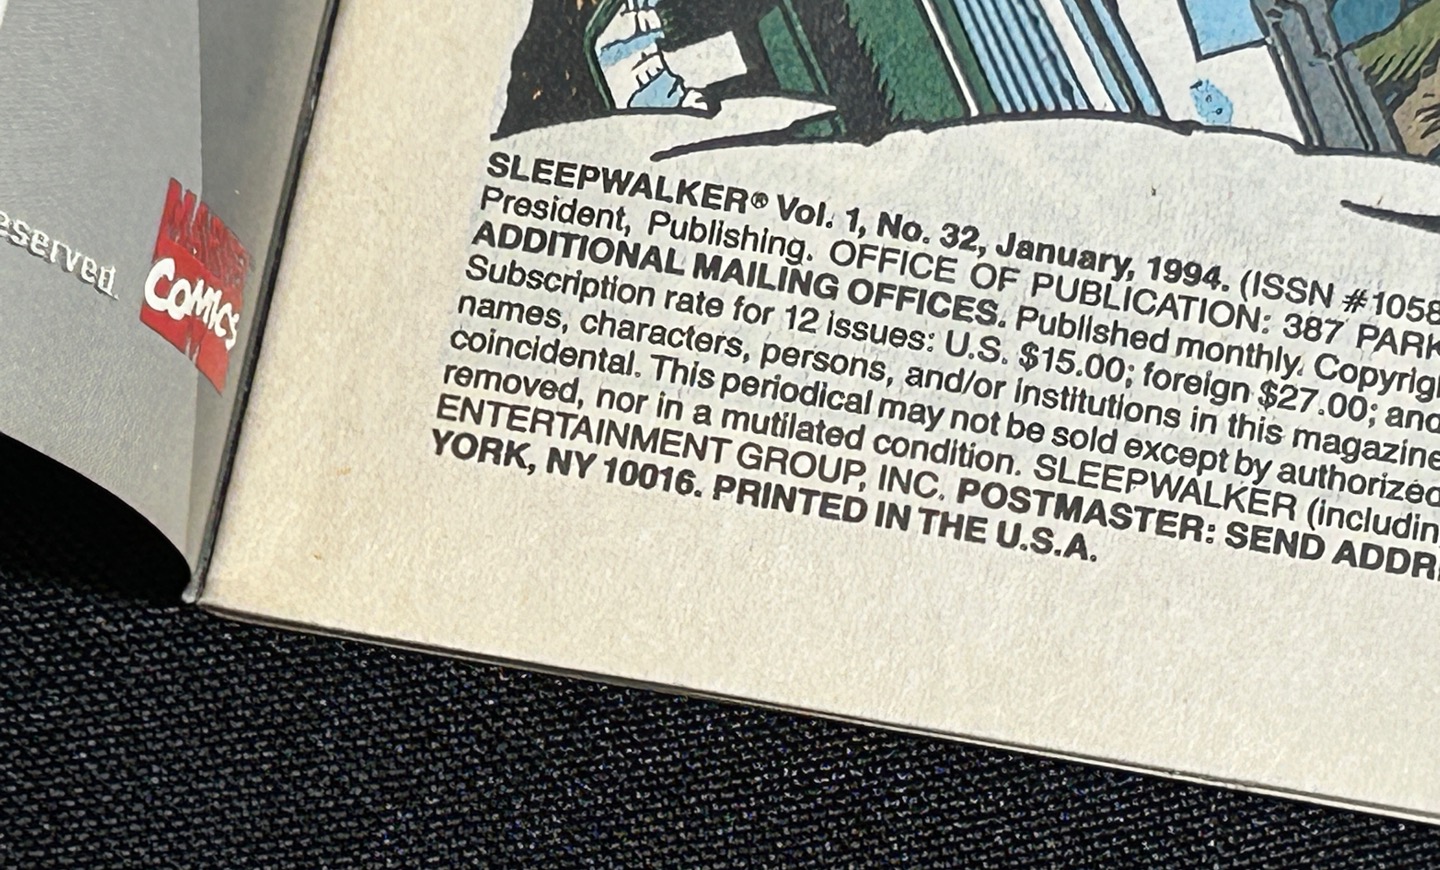 eserved.
MARVEL
COMICS
SLEEPWALKER® Vol. 1, No. 32, January, 1994. (ISSN #1058
President, Publishing. OFFICE OF PUBLICATION: 387 PARK
ADDITIONAL MAILING OFFICES. Published monthly. Copyrig
Subscription rate for 12 issues: U.S. $15.00; foreign $27.00; and
names, characters, persons, and/or institutions in this magazine
coincidental. This periodical may not be sold except by authorized
removed, nor in a mutilated condition. SLEEPWALKER (includin
ENTERTAINMENT GROUP, INC. POSTMASTER: SEND ADDR
YORK, NY 10016. PRINTED IN THE U.S.A.